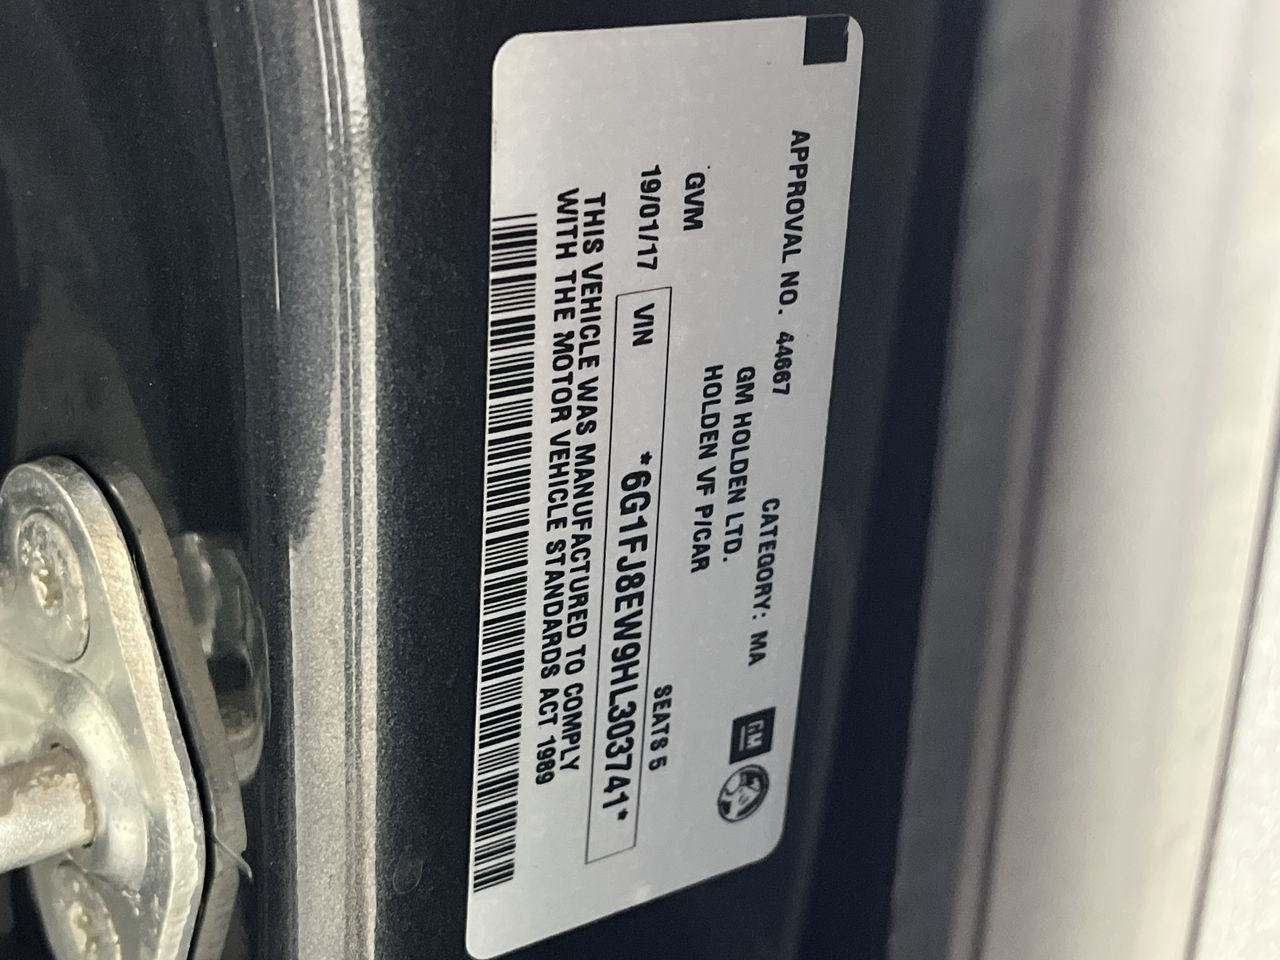 APPROVAL NO. 44667 CATEGORY: MA
GM HOLDEN LTD.
HOLDEN VF P/CAR
GM
GVM SEATS 5
19/01/17 VIN *6G1FJ8EW9HL303741*
THIS VEHICLE WAS MANUFACTURED TO COMPLY
WITH THE MOTOR VEHICLE STANDARDS ACT 1989